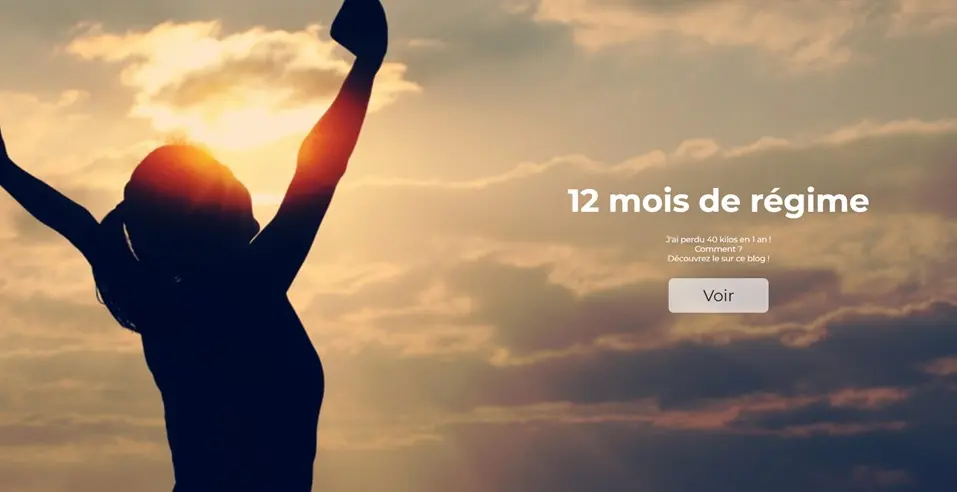 12 mois de régime
J'ai perdu 40 kilos en 1 an !
Comment ?
Découvrez le sur ce blog !
Voir